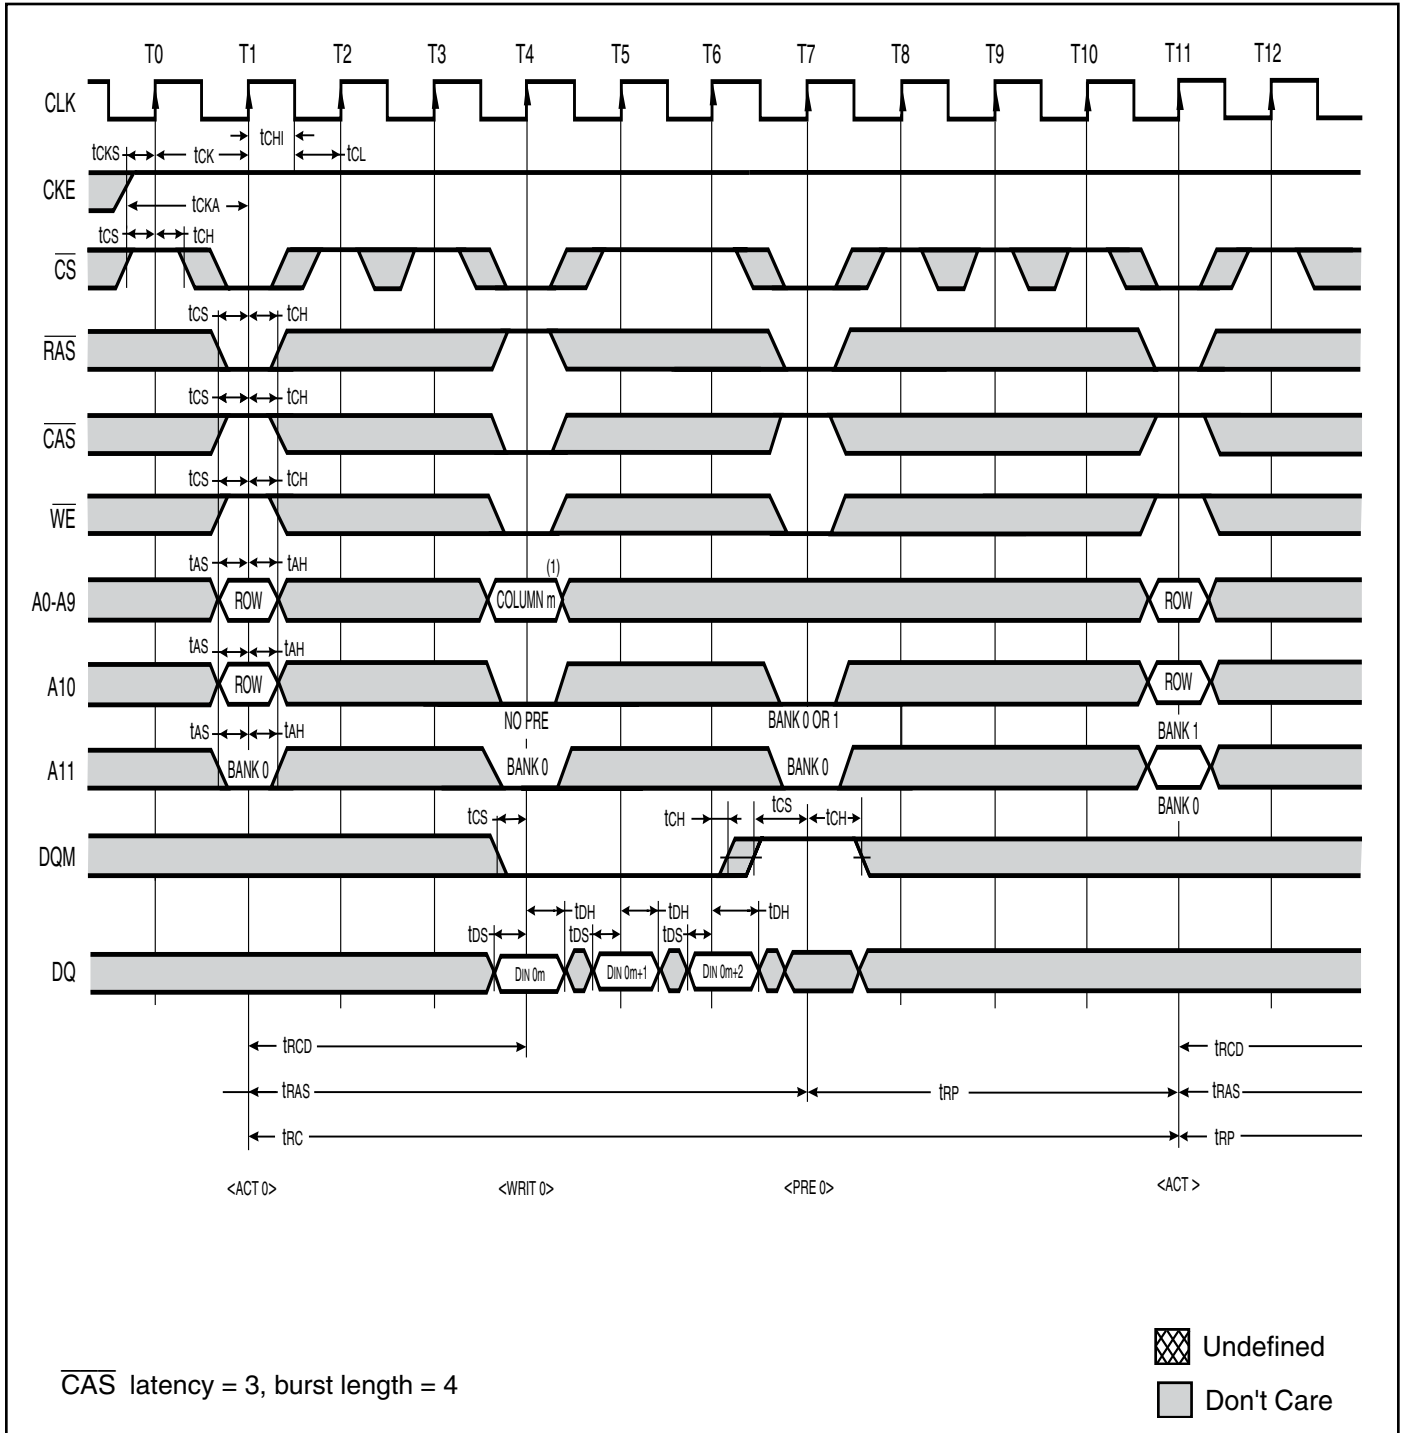 T0 T1 T2 T3 T4 T5 T6 T7 T8 T9 T10 T11 T12
CLK
tCHI
tCKS tCK tCL
CKE
tCKA
tCS tCH
CS
tCS tCH
RAS
tCS tCH
CAS
tCS tCH
WE
tAS tAH (1)
A0-A9 ROW COLUMN m ROW
tAS tAH
A10 ROW ROW
NO PRE BANK 0 OR 1 BANK 1
tAS tAH
A11 BANK 0 BANK 0 BANK 0
BANK 0
tCS tCH tCS tCH
DQM
tDH tDH tDH
tDS tDS tDS
DQ DIN 0m DIN 0m+1 DIN 0m+2
tRCD tRCD
tRAS tRP tRAS
tRC tRP
<ACT 0> <WRIT 0> <PRE 0> <ACT >
Undefined
CAS latency = 3, burst length = 4
Don't Care